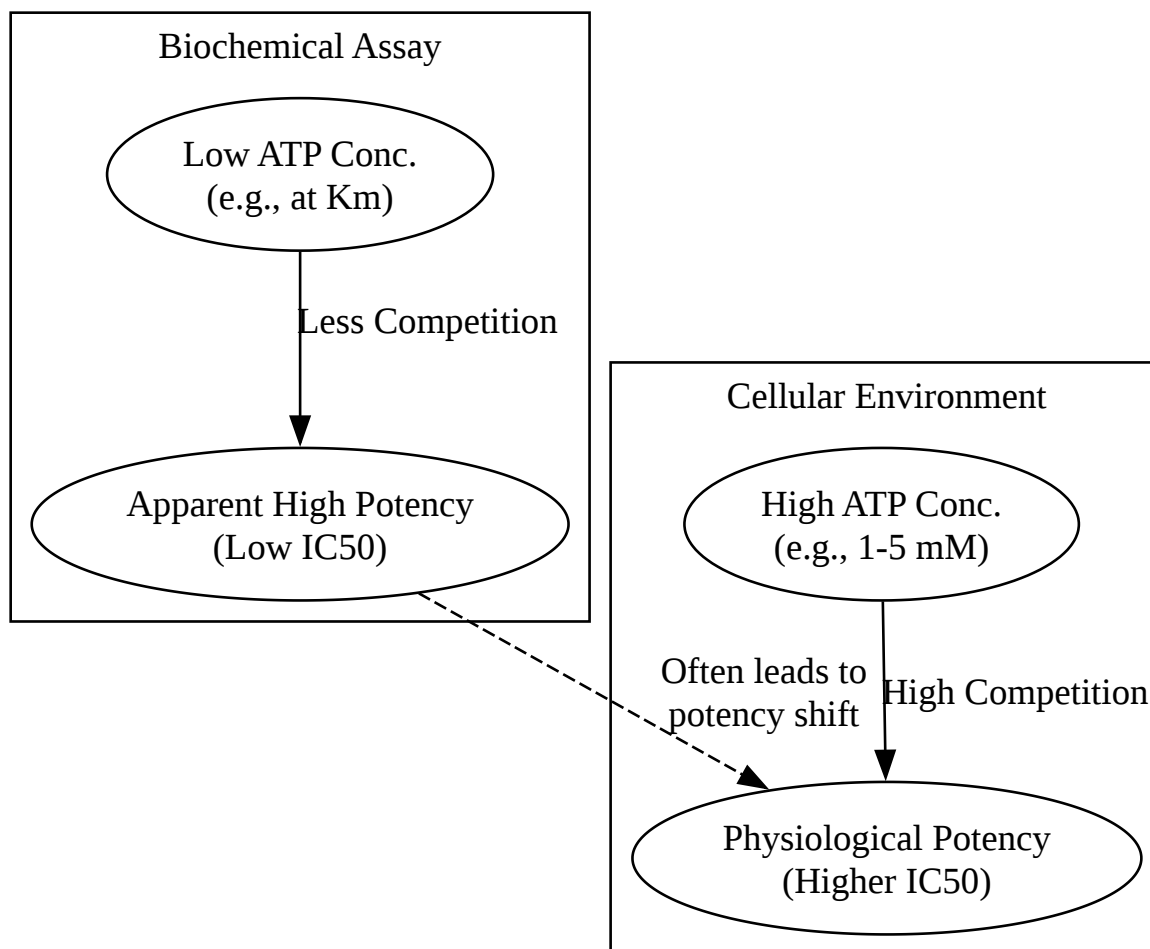 Biochemical Assay
Low ATP Conc.
(e.g., at Km)
Less Competition
Apparent High Potency
(Low IC50)
Cellular Environment
High ATP Conc.
(e.g., 1-5 mM)
Often leads to
potency shift
High Competition
Physiological Potency
(Higher IC50)